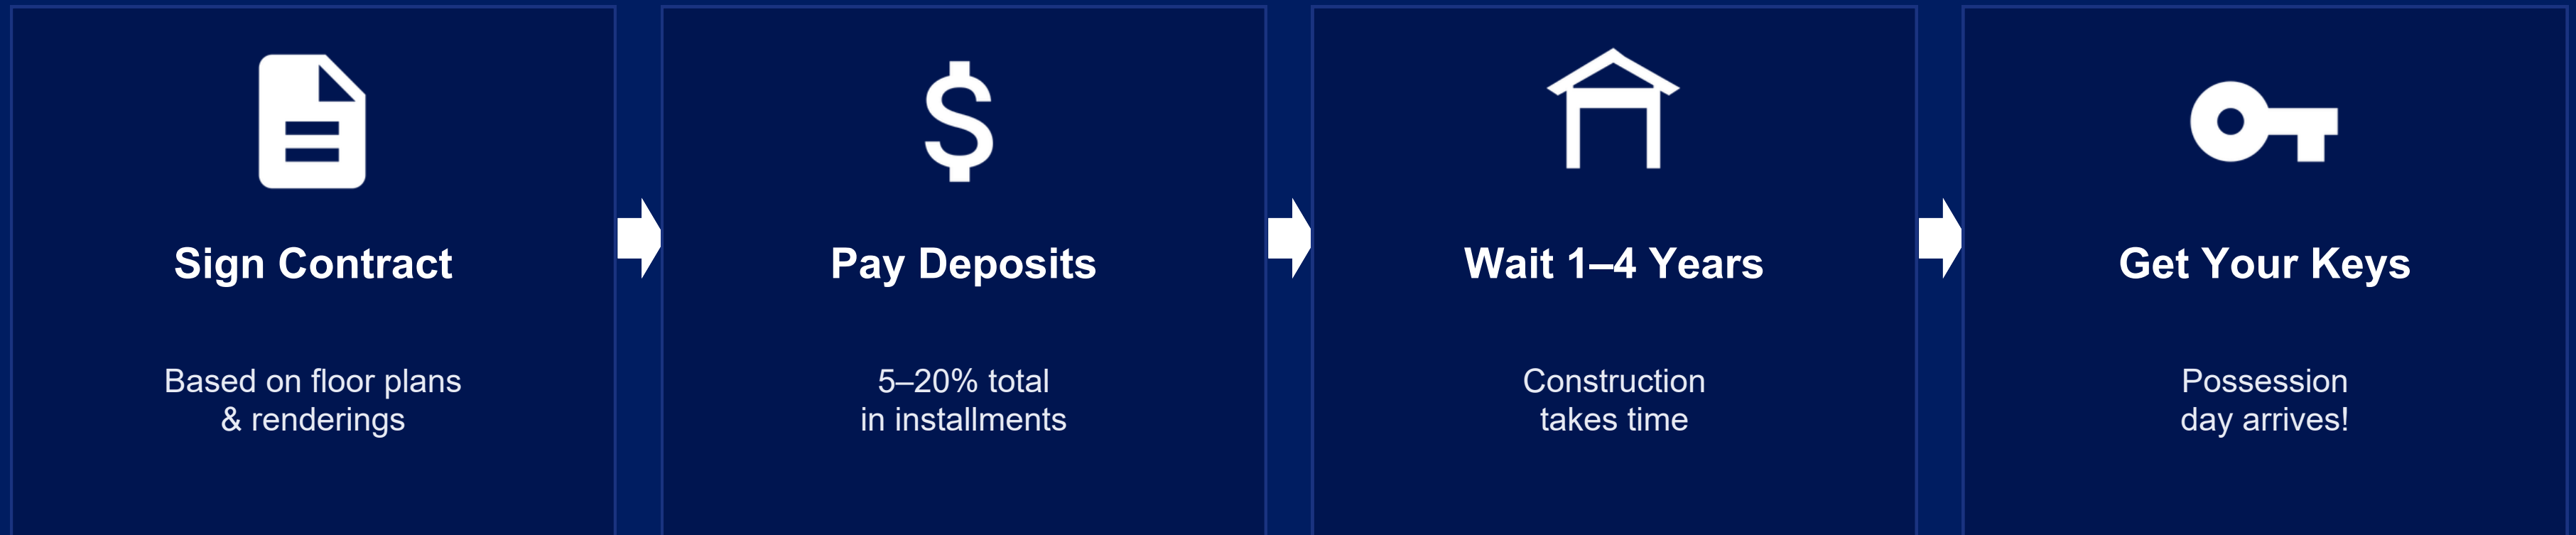 Sign Contract
Based on floor plans
& renderings
$
Pay Deposits
5–20% total
in installments
Wait 1–4 Years
Construction
takes time
Get Your Keys
Possession
day arrives!